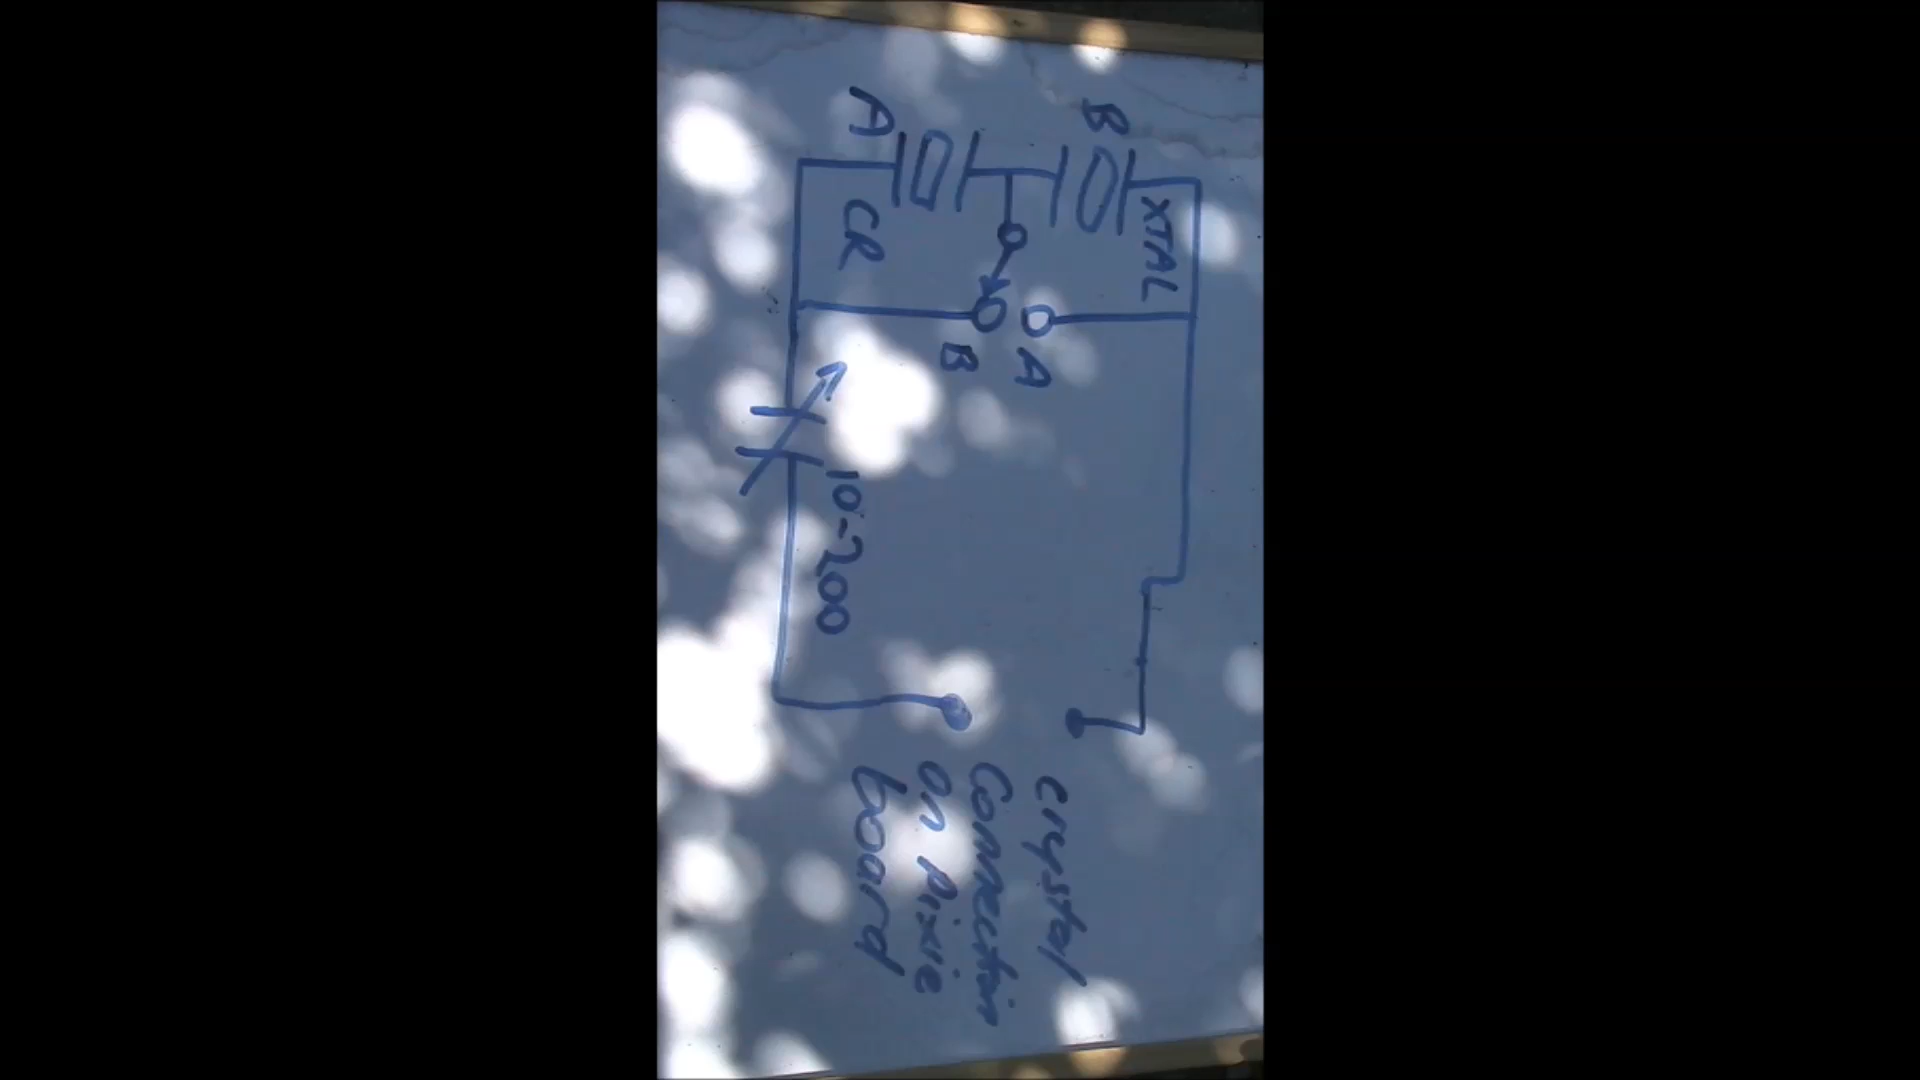 B
XTAL
A
B
A
CR
10-200
crystal
Connection
on Pixie
board